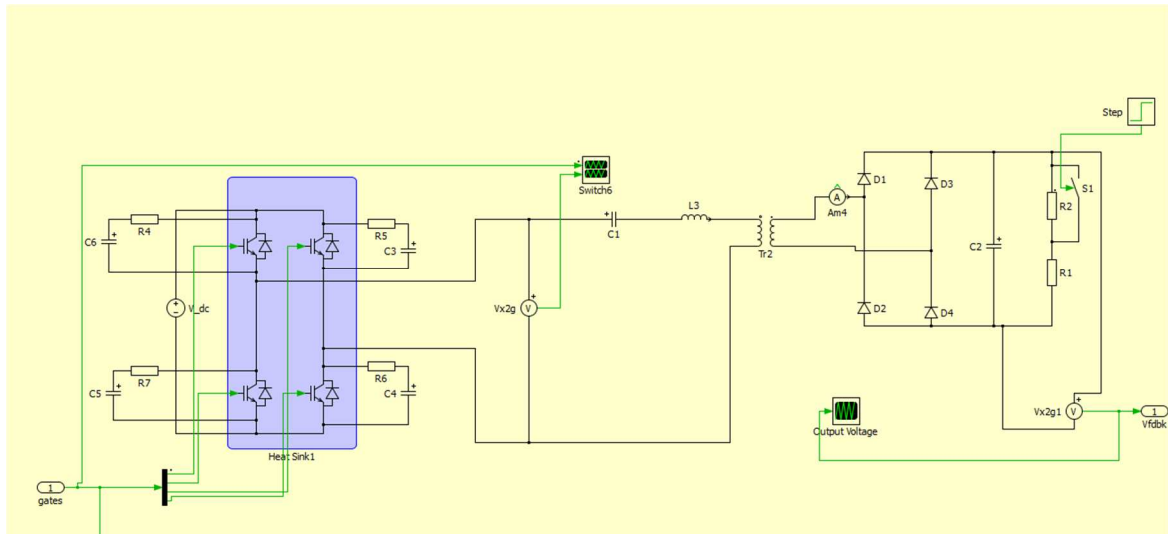 Step
Switch6
S1
D1
D3
L3
Am4
R4
R5
R2
C6
C3
C1
Tr2
C2
R1
V_dc
Vx2g
D2
D4
R7
R6
C5
C4
Vx2g1
1
Vfdbk
Output Voltage
Heat Sink1
1
gates
A
V
V